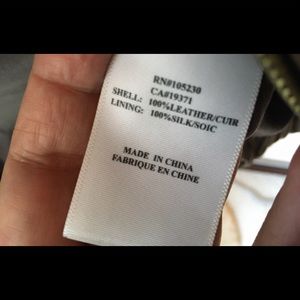 RN#105230
CA#19371
SHELL: 100%LEATHER/CUIR
LINING: 100%SILK/SOIC
MADE IN CHINA
FABRIQUE EN CHINE